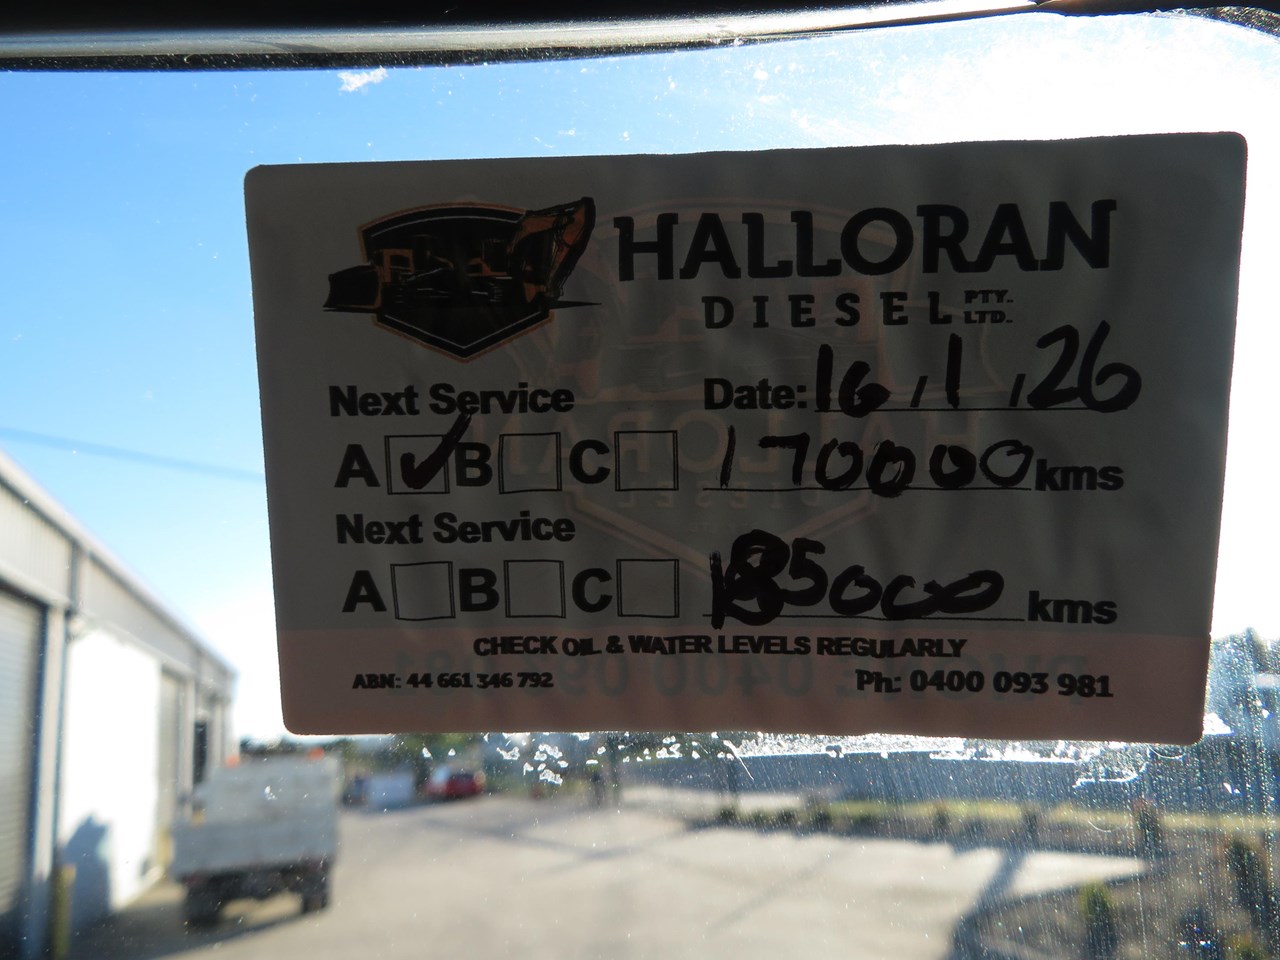 HALLORAN
DIESEL PTY. LTD.
Next Service Date: 16/1/26
A ✓ B C 170000 kms
Next Service
A B C 185000 kms
CHECK OIL & WATER LEVELS REGULARLY
ABN: 44 661 346 792 Ph: 0400 093 981